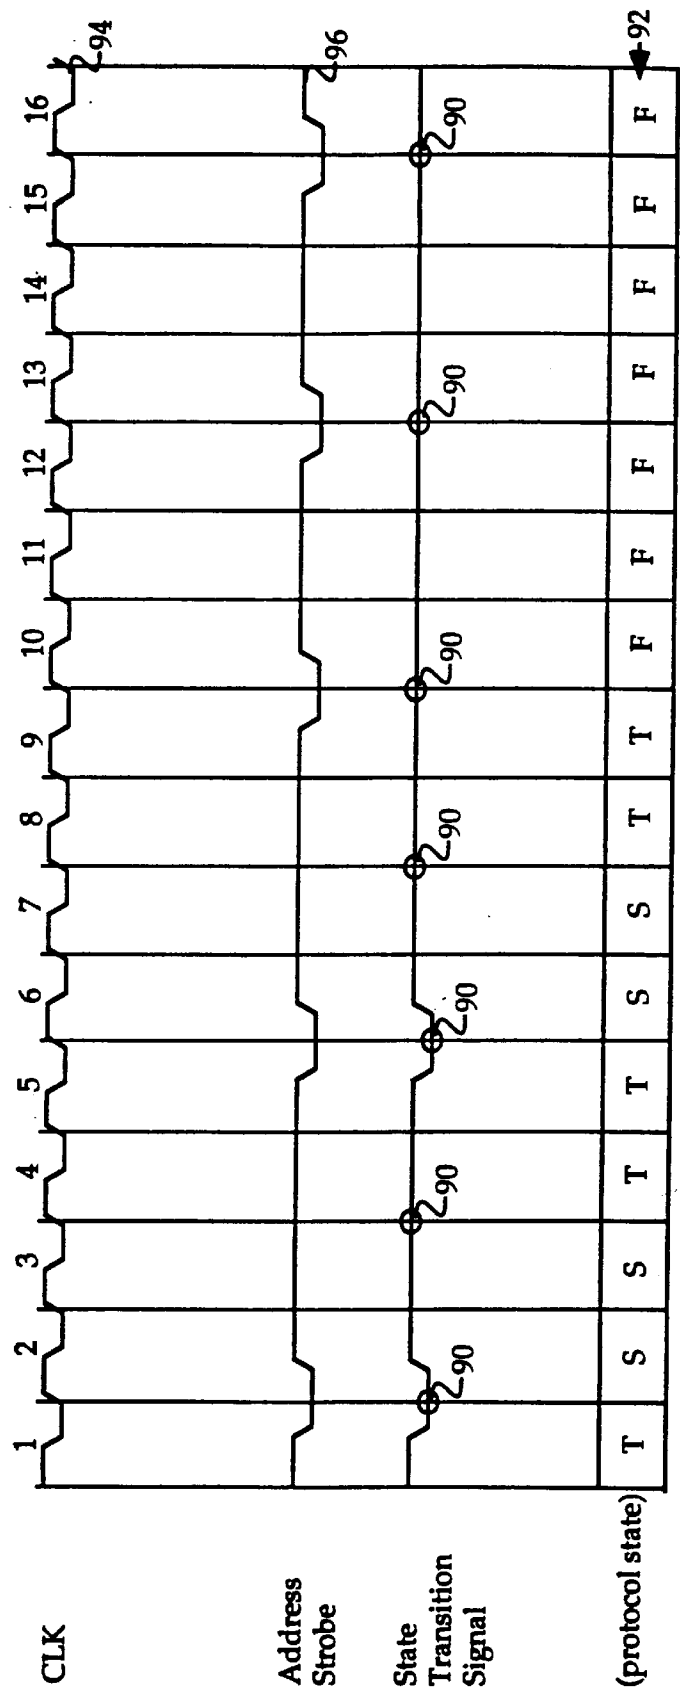 1 2 3 4 5 6 7 8 9 10 11 12 13 14 15 16
CLK
94
Address
Strobe
96
State
Transition
Signal
90 90 90 90 90 90 90
(protocol state)
T S S T T S S T T F F F F F F F
92